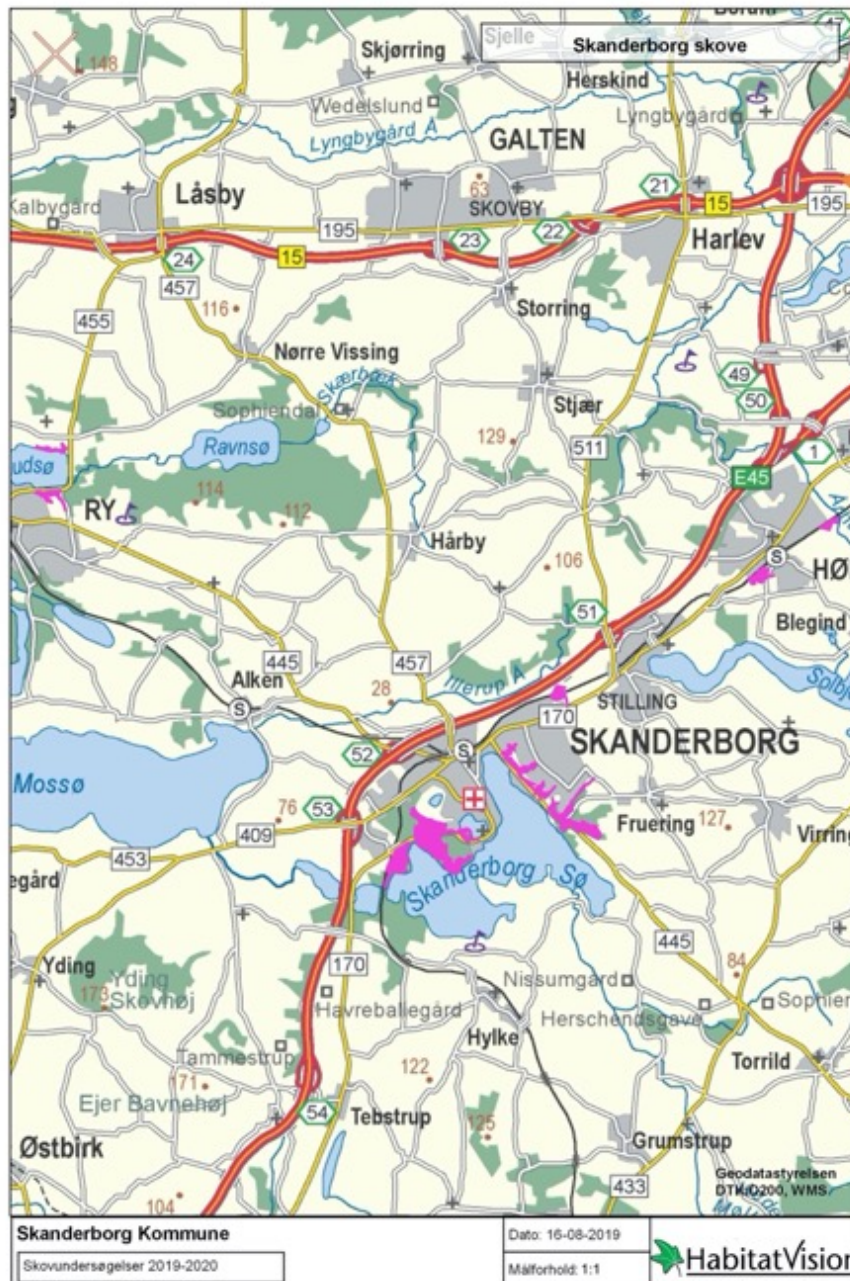 Skanderborg skove
Skjørring
Sjelle
Herskind
148
Wedelslund
Lyngbygård
Lyngbygård Å
GALTEN
63
21
Låsby
SKOVBY
15
195
Kalbygård
195
23
22
Harlev
24
15
457
116
Storring
455
Nørre Vissing
Skærbæk
49
Sophiendal
Stjær
50
Ravnsø
129
511
1
udsø
E45
114
RY
112
Hårby
S
106
HØ
51
Blegind
445
457
Alken
28
S
STILLING
170
SKANDERBORG
52
S
Mossø
53
76
409
Fruering
127
Virring
453
Skanderborg Sø
egård
445
170
84
Yding
Yding
Skovhøj
Nissumgård
173
Havreballegård
Herschendsgave
Hylke
Tammestrup
Torrild
122
171
Ejer Bavnehøj
54
Tebstrup
125
Østbirk
Grumstrup
Geodatastyrelsen
433
104
Skanderborg Kommune
Dato: 16-08-2019
Skovundersøgelser 2019-2020
Målforhold: 1:1
HabitatVision